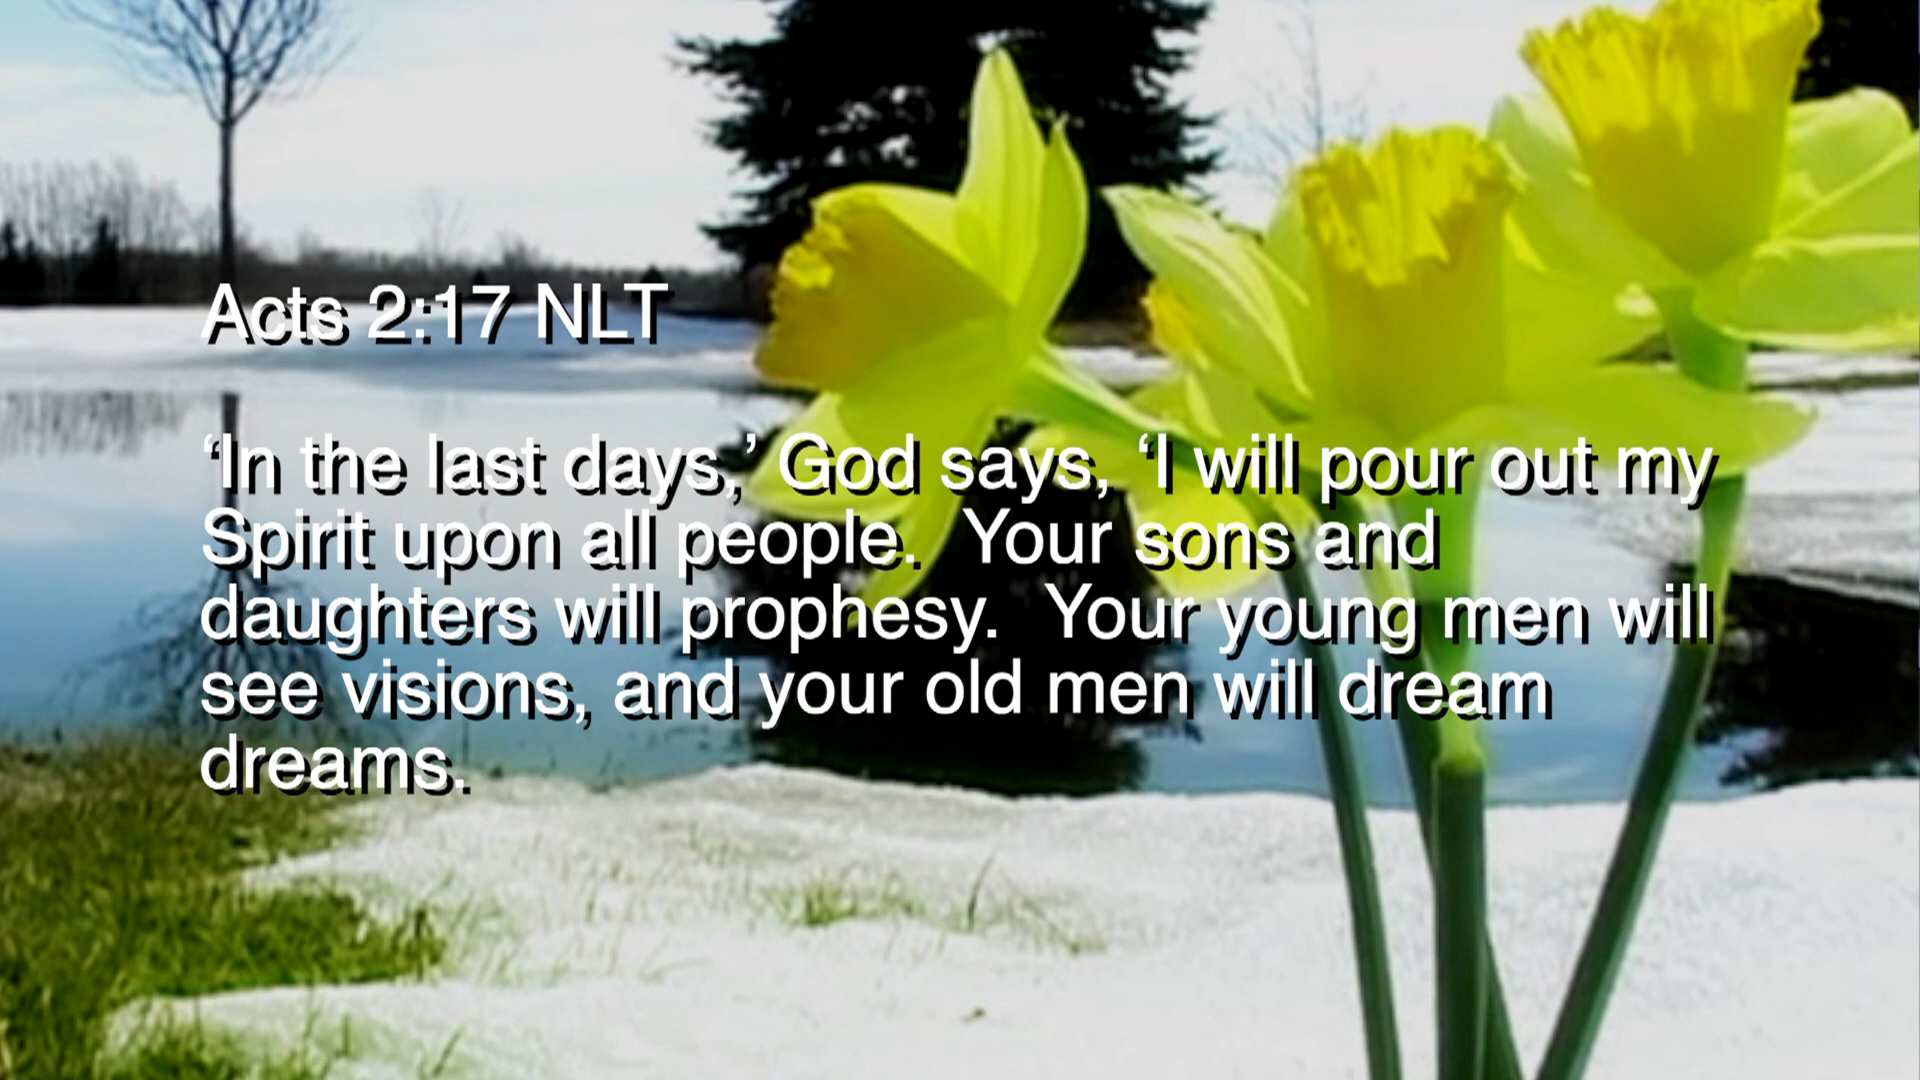 Acts 2:17 NLT
‘In the last days,’ God says, ‘I will pour out my
Spirit upon all people.  Your sons and
daughters will prophesy.  Your young men will
see visions, and your old men will dream
dreams.